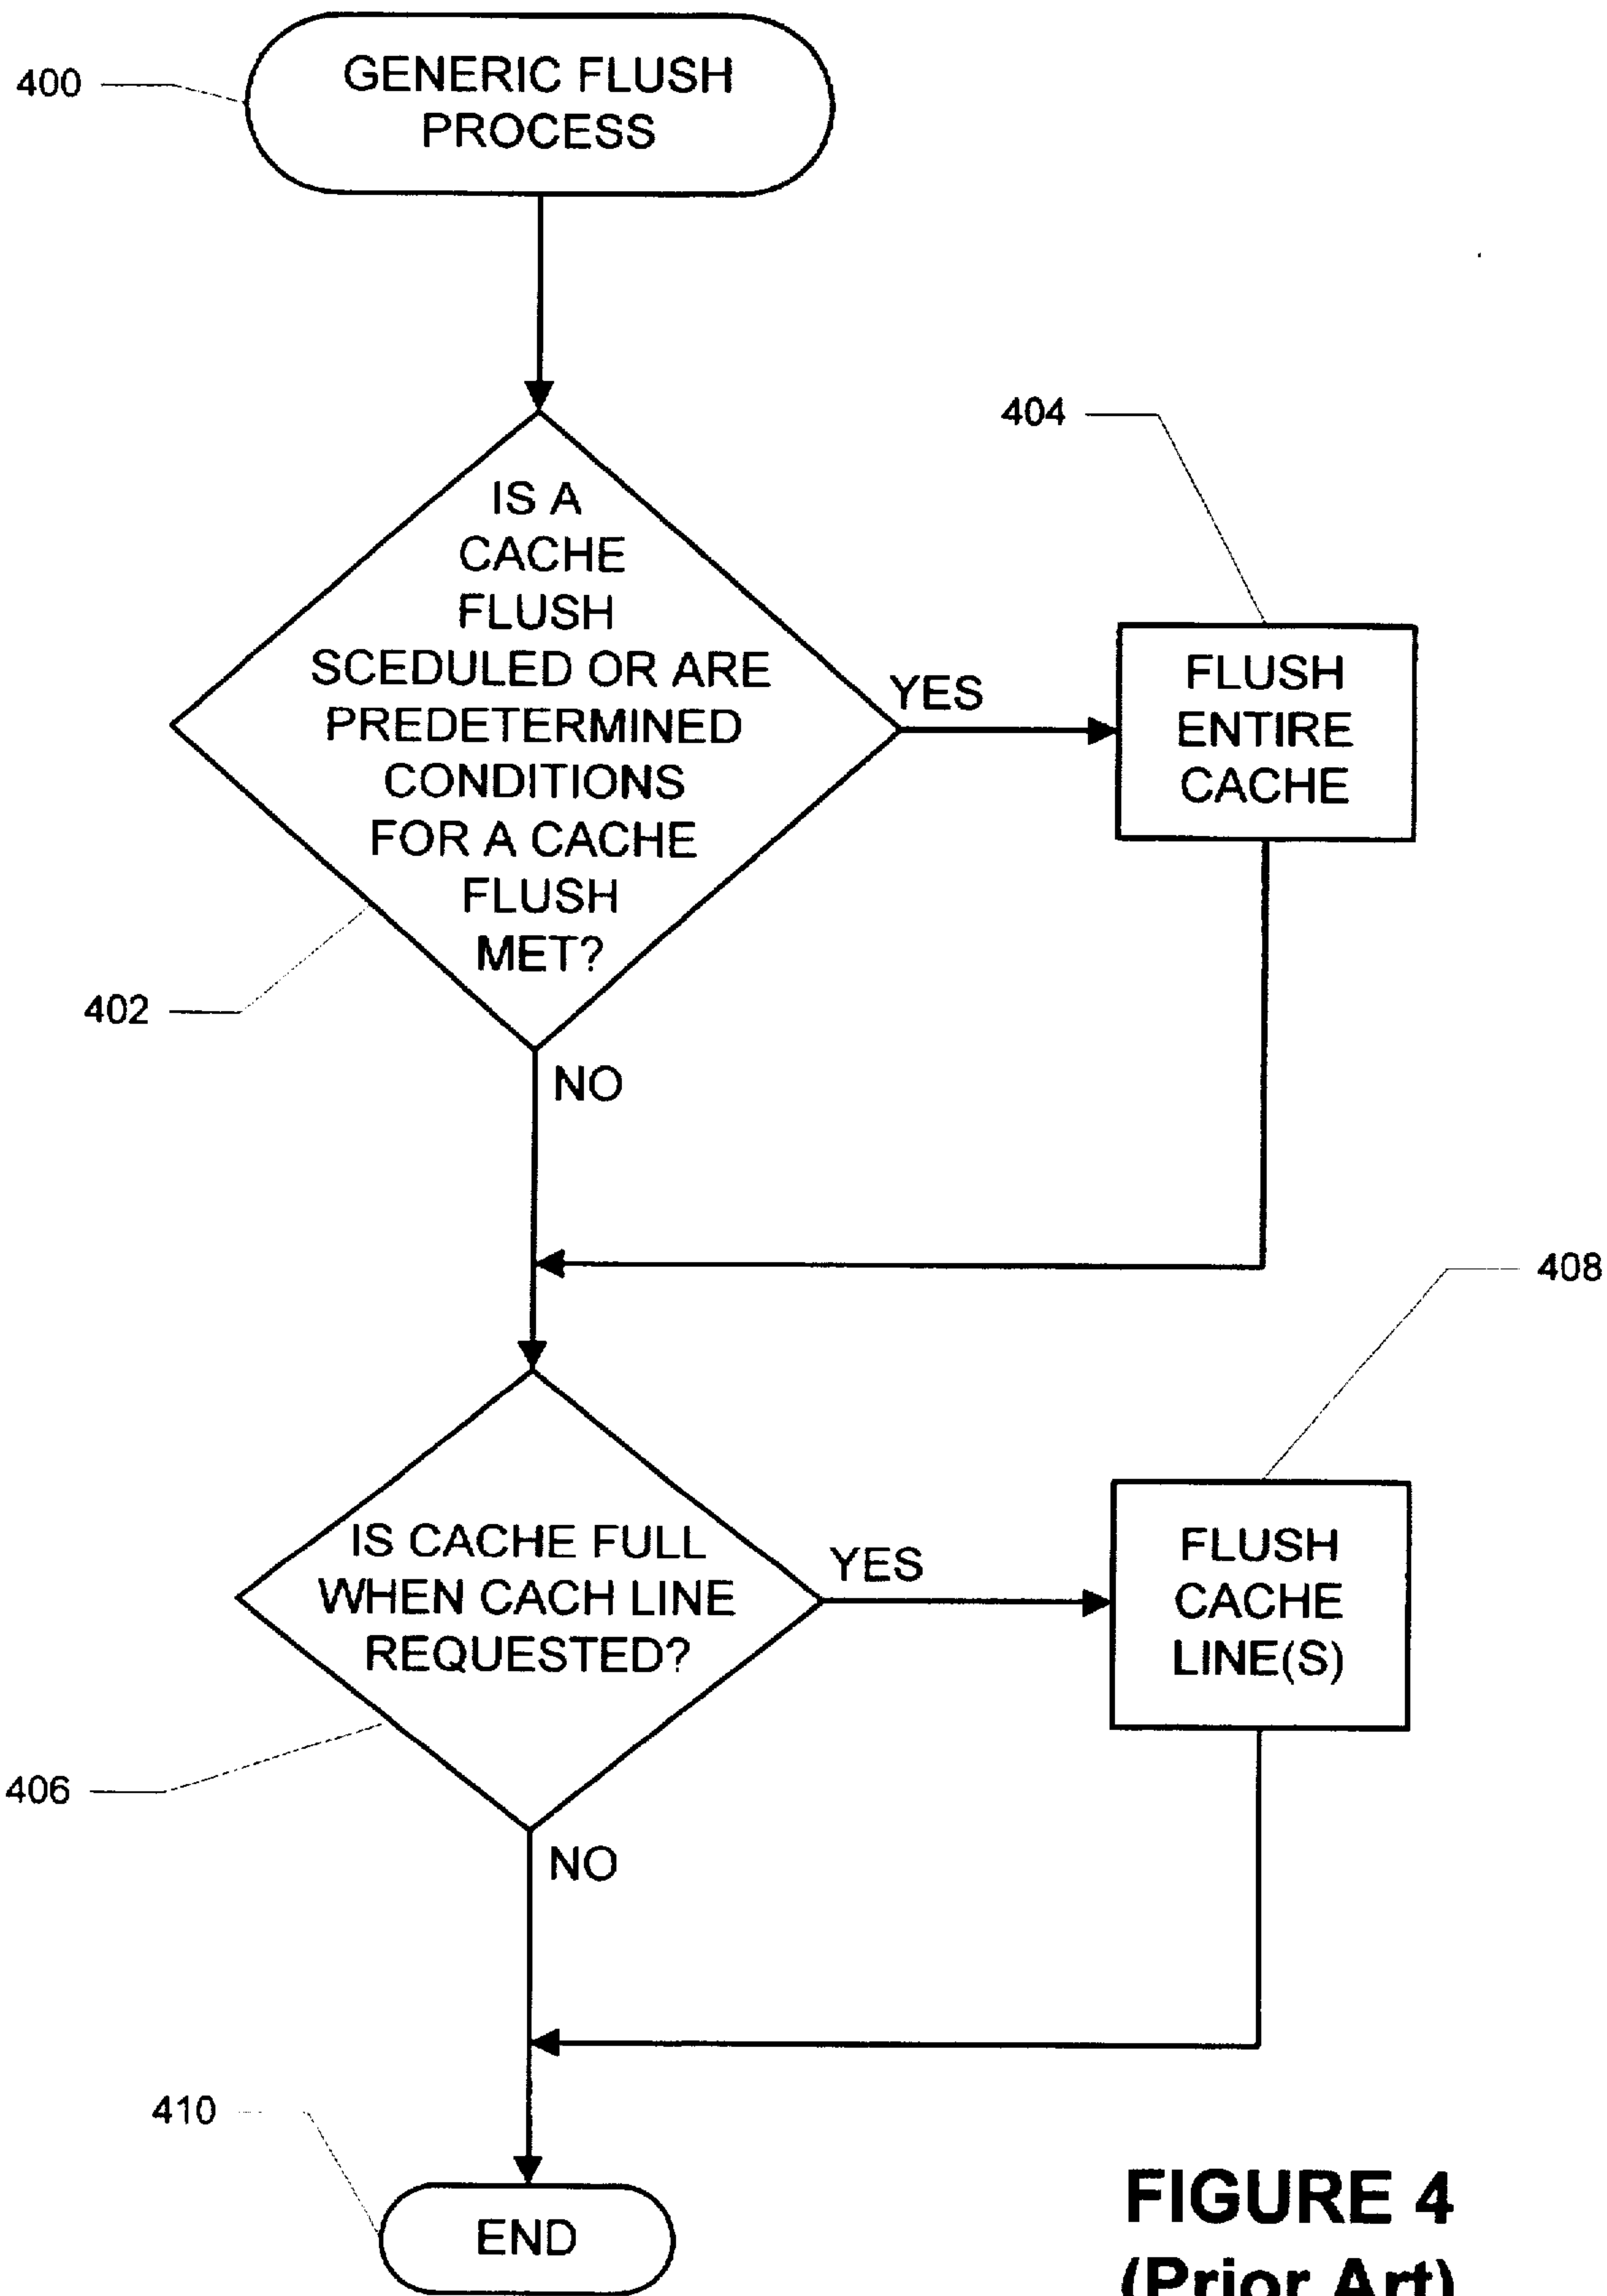 400
GENERIC FLUSH
PROCESS
404
IS A
CACHE
FLUSH
SCEDULED OR ARE
PREDETERMINED
CONDITIONS
FOR A CACHE
FLUSH
MET?
YES
FLUSH
ENTIRE
CACHE
402
NO
408
IS CACHE FULL
WHEN CACH LINE
REQUESTED?
YES
FLUSH
CACHE
LINE(S)
406
NO
410
END
FIGURE 4
(Prior Art)